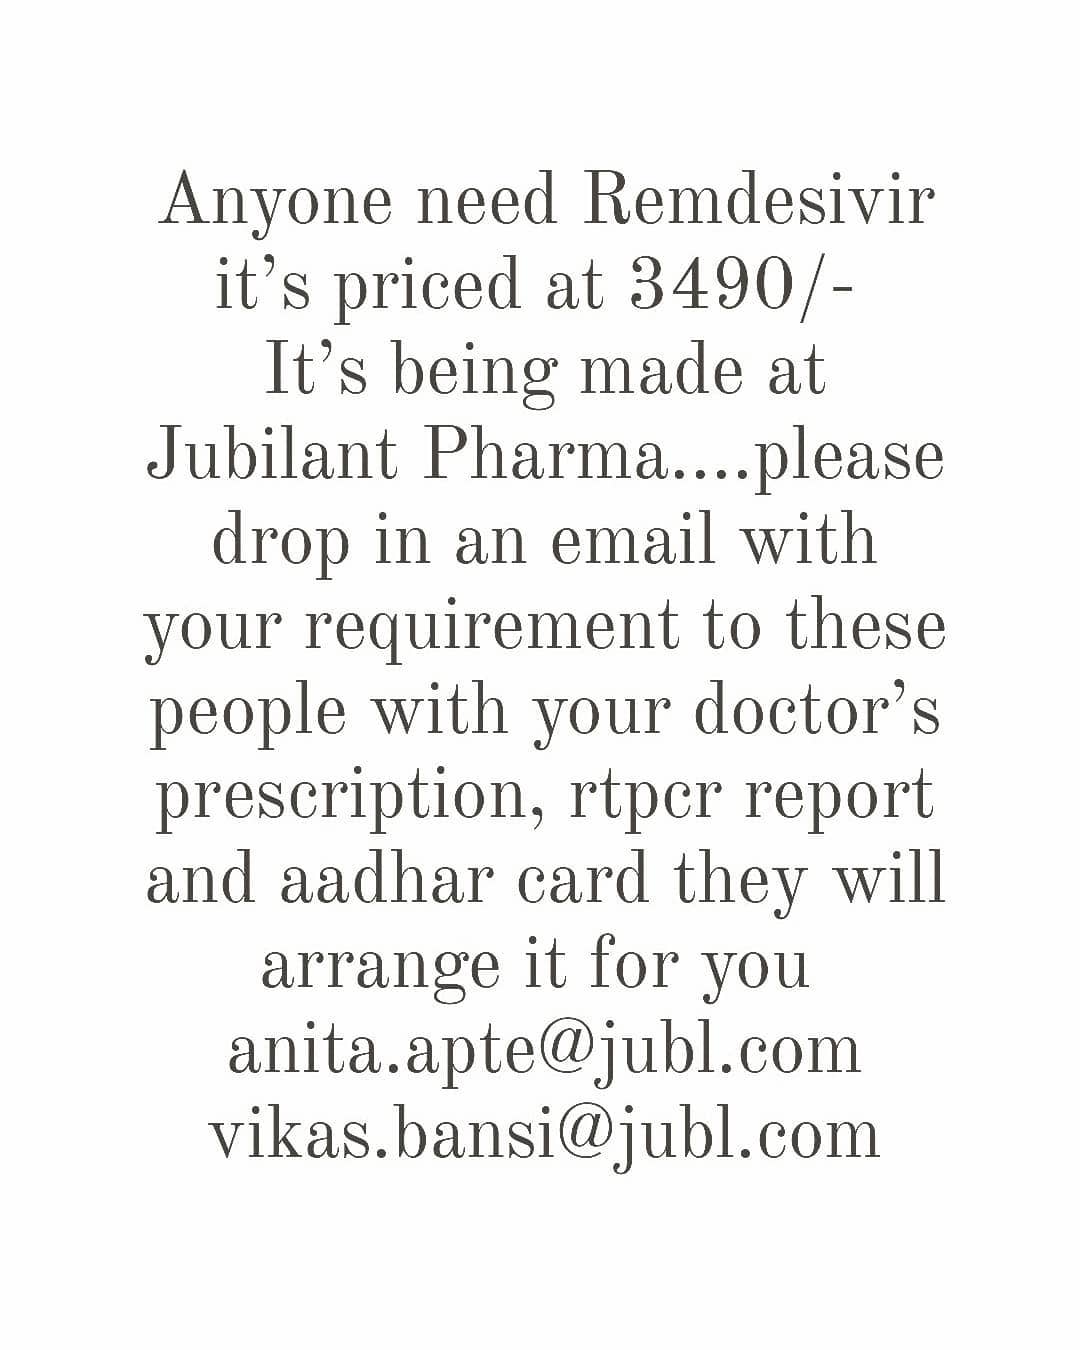 Anyone need Remdesivir
it’s priced at 3490/-
It’s being made at
Jubilant Pharma....please
drop in an email with
your requirement to these
people with your doctor’s
prescription, rtpcr report
and aadhar card they will
arrange it for you
anita.apte@jubl.com
vikas.bansi@jubl.com